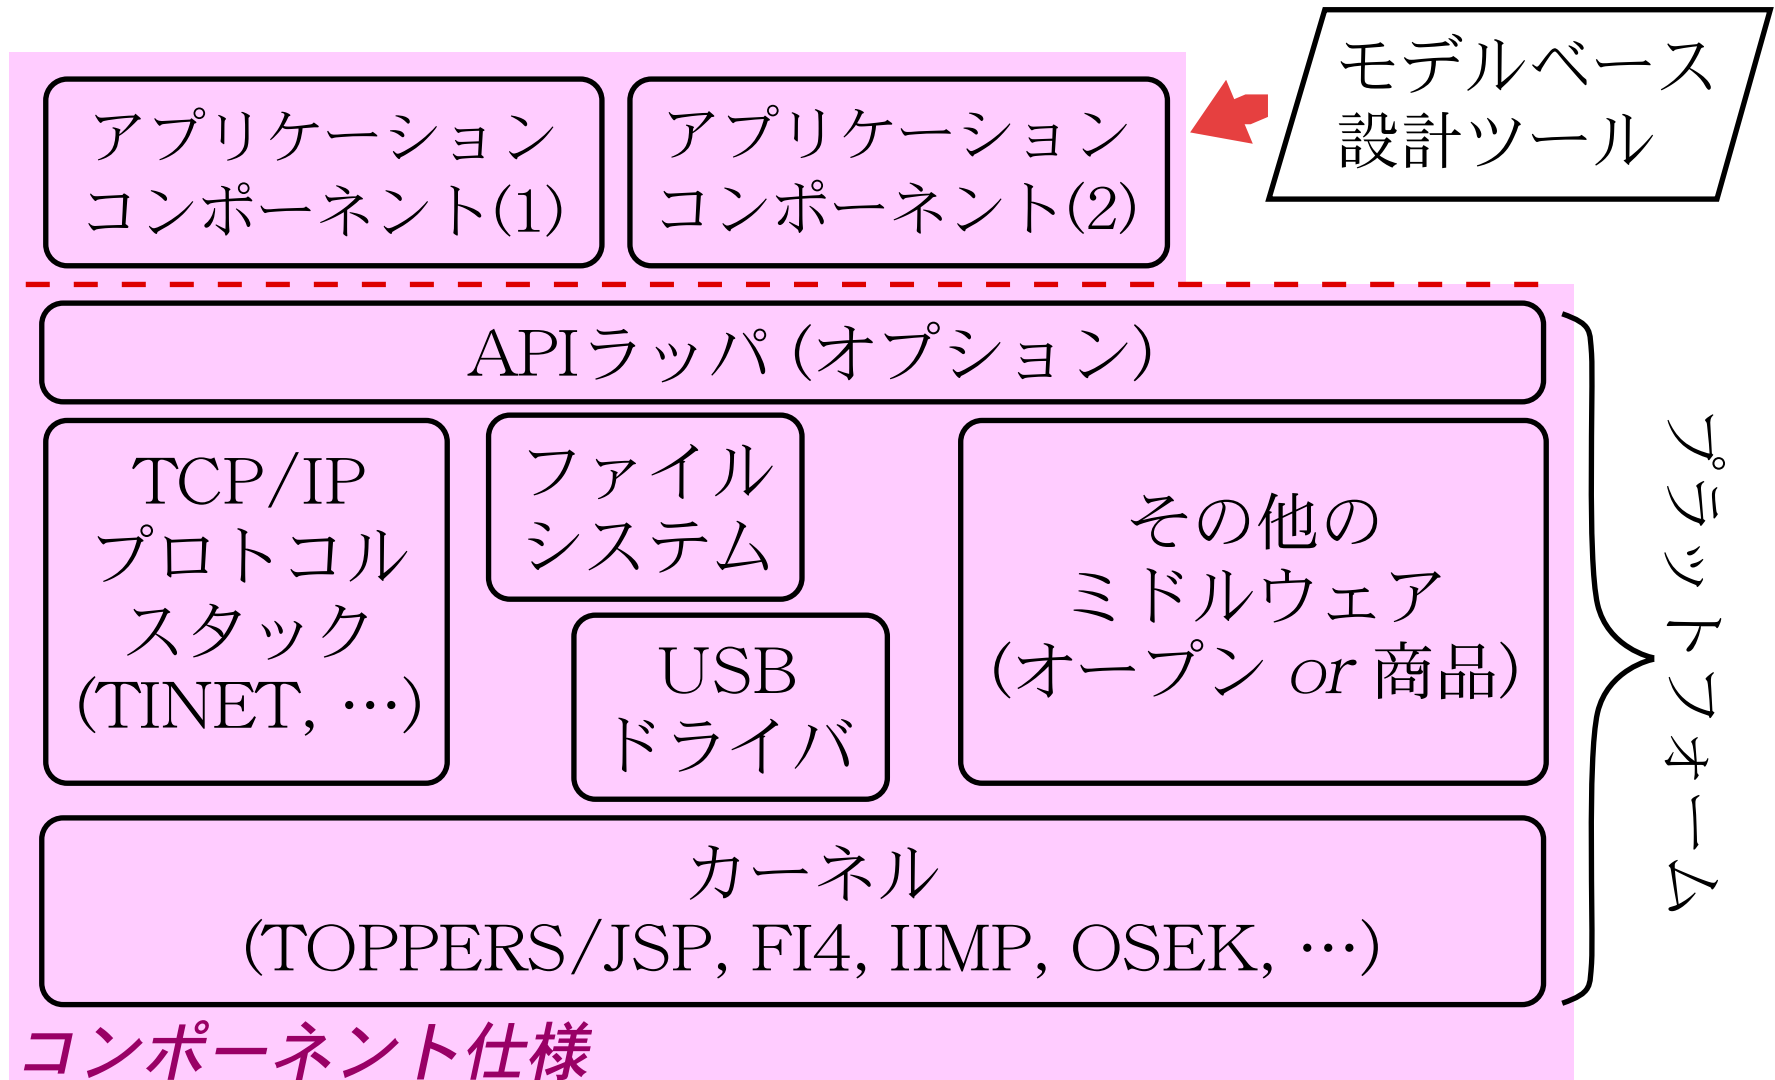 モデルベース
設計ツール
アプリケーション
コンポーネント(1)
アプリケーション
コンポーネント(2)
APIラッパ (オプション)
TCP/IP
プロトコル
スタック
(TINET, …)
ファイル
システム
USB
ドライバ
その他の
ミドルウェア
(オープン or 商品)
カーネル
(TOPPERS/JSP, FI4, IIMP, OSEK, …)
プラットフォーム
コンポーネント仕様